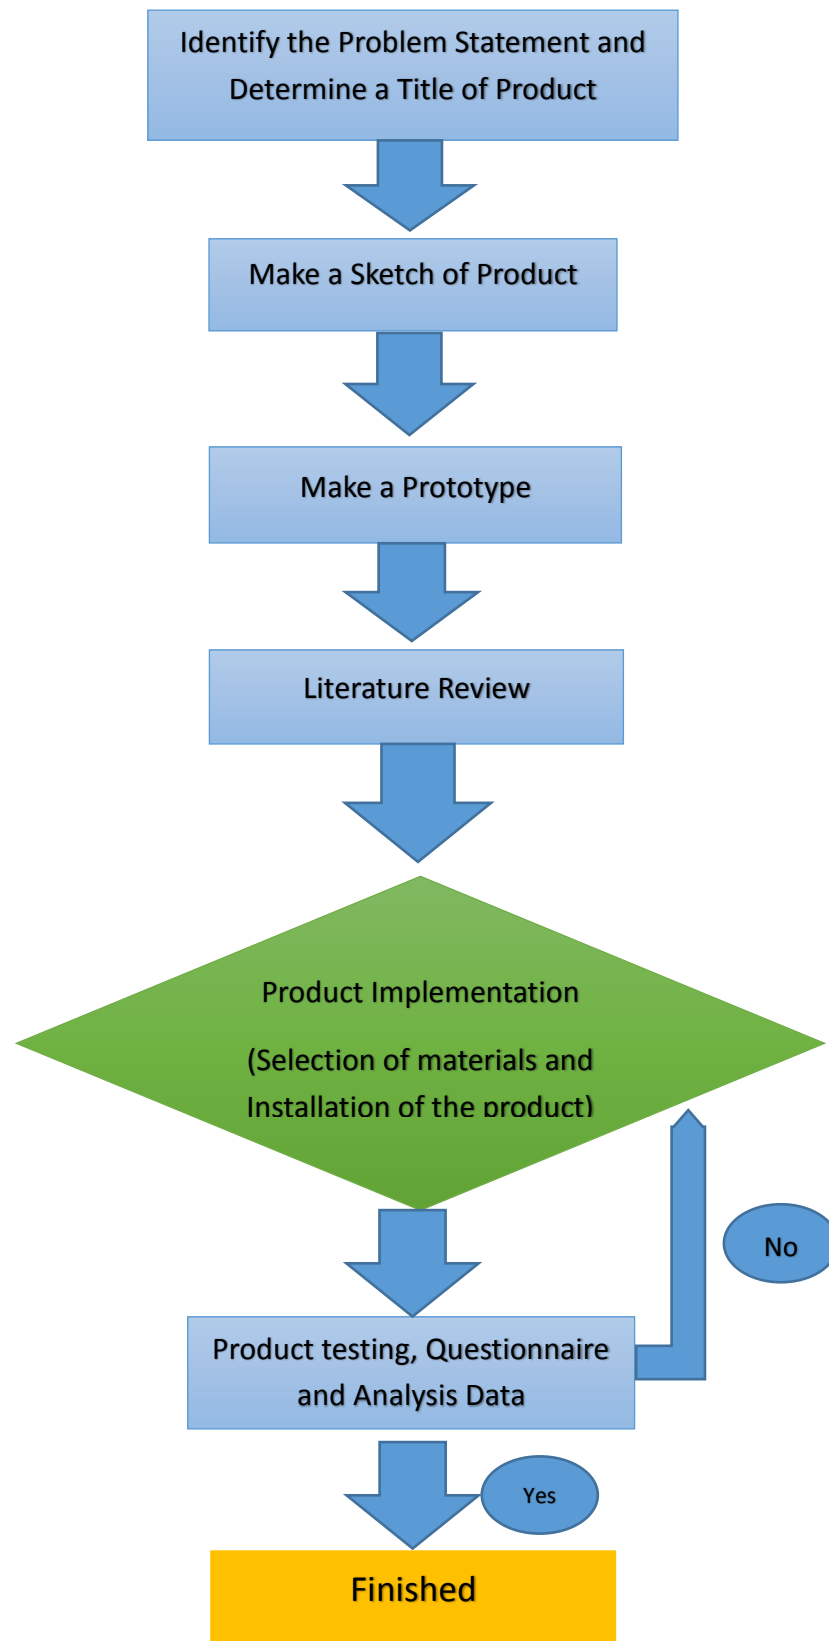 Identify the Problem Statement and
Determine a Title of Product
Make a Sketch of Product
Make a Prototype
Literature Review
Product Implementation
(Selection of materials and
Installation of the product)
No
Product testing, Questionnaire
and Analysis Data
Yes
Finished